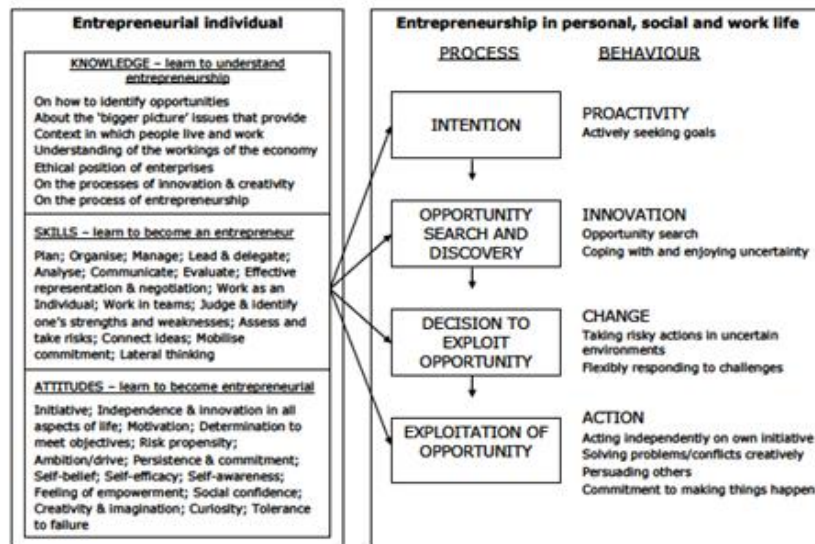 Entrepreneurial individual
KNOWLEDGE – learn to understand
entrepreneurship
On how to identify opportunities
About the 'bigger picture' issues that provide
Context in which people live and work
Understanding of the workings of the economy
Ethical position of enterprises
On the processes of innovation & creativity
On the process of entrepreneurship
SKILLS – learn to become an entrepreneur
Plan; Organise; Manage; Lead & delegate;
Analyse; Communicate; Evaluate; Effective
representation & negotiation; Work as an
Individual; Work in teams; Judge & identify
one's strengths and weaknesses; Assess and
take risks; Connect ideas; Mobilise
commitment; Lateral thinking
ATTITUDES – learn to become entrepreneurial
Initiative; Independence & innovation in all
aspects of life; Motivation; Determination to
meet objectives; Risk propensity;
Ambition/drive; Persistence & commitment;
Self-belief; Self-efficacy; Self-awareness;
Feeling of empowerment; Social confidence;
Creativity & imagination; Curiosity; Tolerance
to failure
Entrepreneurship in personal, social and work life
PROCESS
BEHAVIOUR
INTENTION
PROACTIVITY
Actively seeking goals
OPPORTUNITY
SEARCH AND
DISCOVERY
INNOVATION
Opportunity search
Coping with and enjoying uncertainty
DECISION TO
EXPLOIT
OPPORTUNITY
CHANGE
Taking risky actions in uncertain
environments
Flexibly responding to challenges
EXPLOITATION OF
OPPORTUNITY
ACTION
Acting independently on own initiative
Solving problems/conflicts creatively
Persuading others
Commitment to making things happen